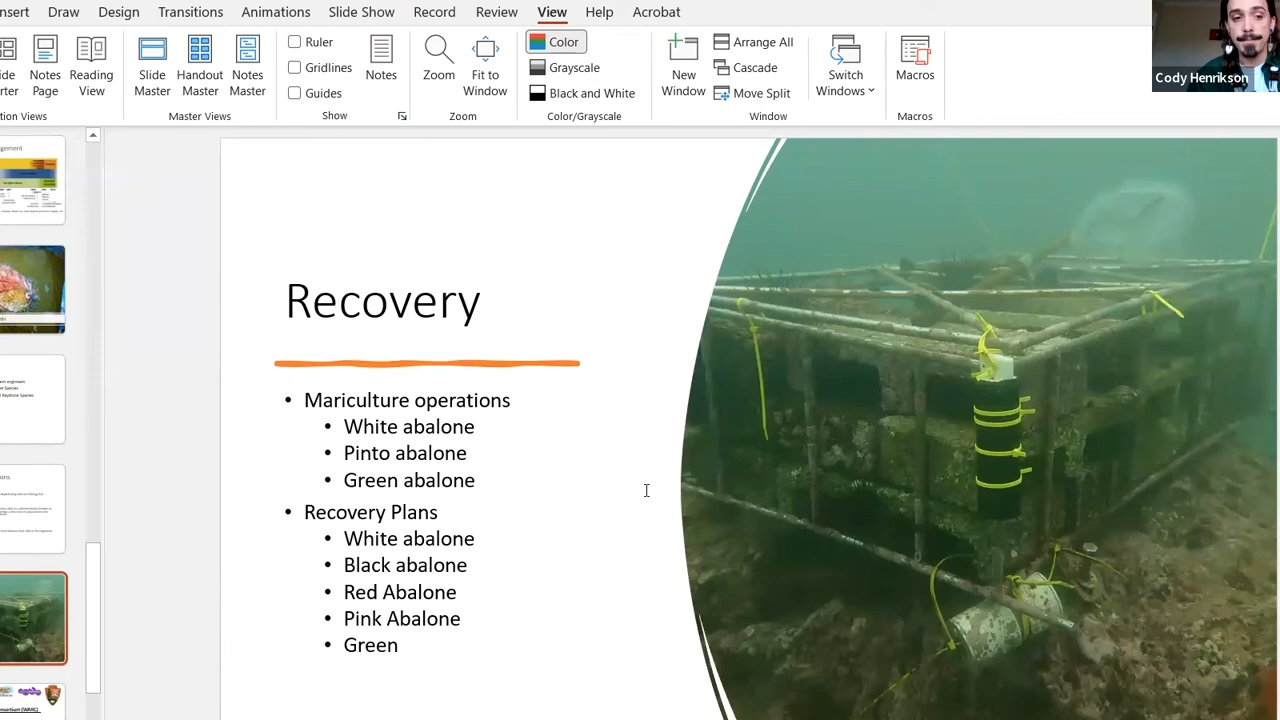 nsert Draw Design Transitions Animations Slide Show Record Review View Help Acrobat
Notes Page
Reading View
Slide Master
Handout Master
Notes Master
Ruler
Gridlines
Guides
Notes
Zoom
Fit to Window
Color
Grayscale
Black and White
New Window
Arrange All
Cascade
Move Split
Switch Windows
Macros
Cody Henrikson
tion Views
Master Views
Show
Zoom
Color/Grayscale
Window
Macros
Recovery
• Mariculture operations
• White abalone
• Pinto abalone
• Green abalone
• Recovery Plans
• White abalone
• Black abalone
• Red Abalone
• Pink Abalone
• Green